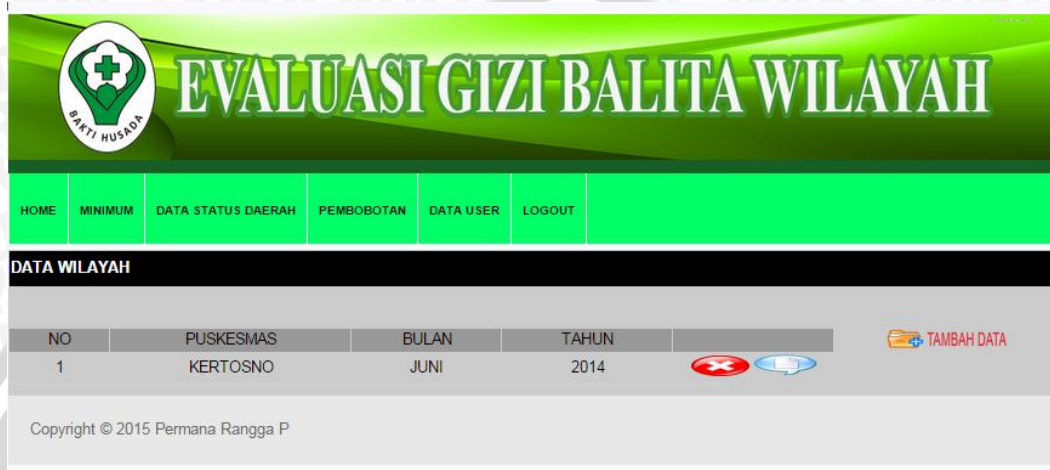 BAKTI HUSADA
EVALUASI GIZI BALITA WILAYAH
HOME MINIMUM DATA STATUS DAERAH PEMBOBOTAN DATA USER LOGOUT
DATA WILAYAH
NO PUSKESMAS BULAN TAHUN TAMBAH DATA
1 KERTOSNO JUNI 2014
Copyright © 2015 Permana Rangga P